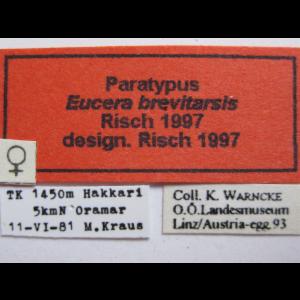 Paratypus
Eucera brevitarsis
Risch 1997
design. Risch 1997
♀
TK 1450m Hakkari
5kmN Oramar
11-VI-81 M.Kraus
Coll. K. WARNCKE
O.Ö.Landesmuseum
Linz/Austria-egg.93